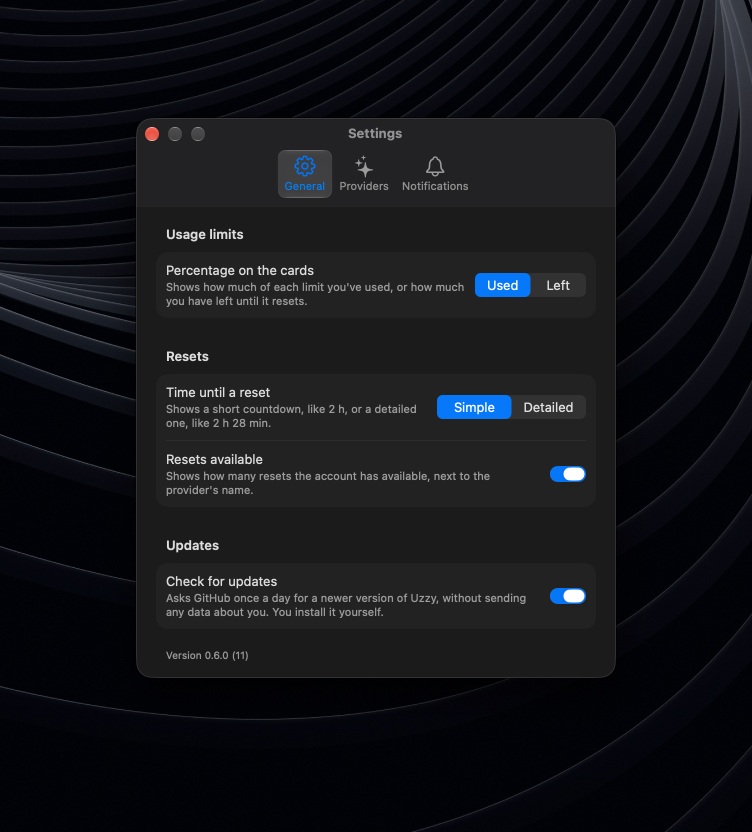 Settings
General
Providers
Notifications
Usage limits
Percentage on the cards
Shows how much of each limit you've used, or how much
you have left until it resets.
Used
Left
Resets
Time until a reset
Shows a short countdown, like 2 h, or a detailed
one, like 2 h 28 min.
Simple
Detailed
Resets available
Shows how many resets the account has available, next to the
provider's name.
Updates
Check for updates
Asks GitHub once a day for a newer version of Uzzy, without sending
any data about you. You install it yourself.
Version 0.6.0 (11)